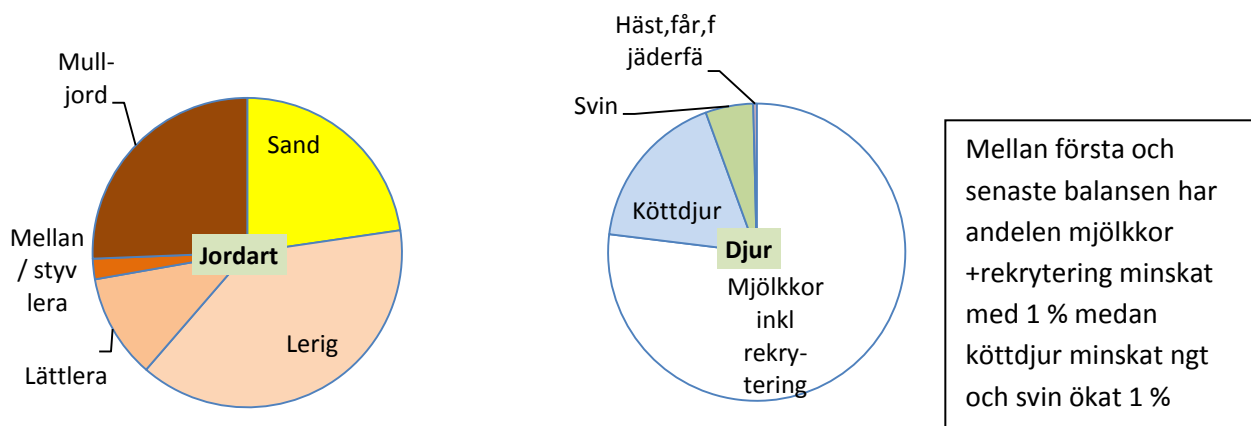 Mull-
jord
Sand
Mellan
/ styv
lera
Jordart
Lättlera
Lerig
Häst,får,f
jäderfä
Svin
Köttdjur
Djur
Mjölkkor
inkl
rekry-
tering
Mellan första och
senaste balansen har
andelen mjölkkor
+rekrytering minskat
med 1 % medan
köttdjur minskat ngt
och svin ökat 1 %